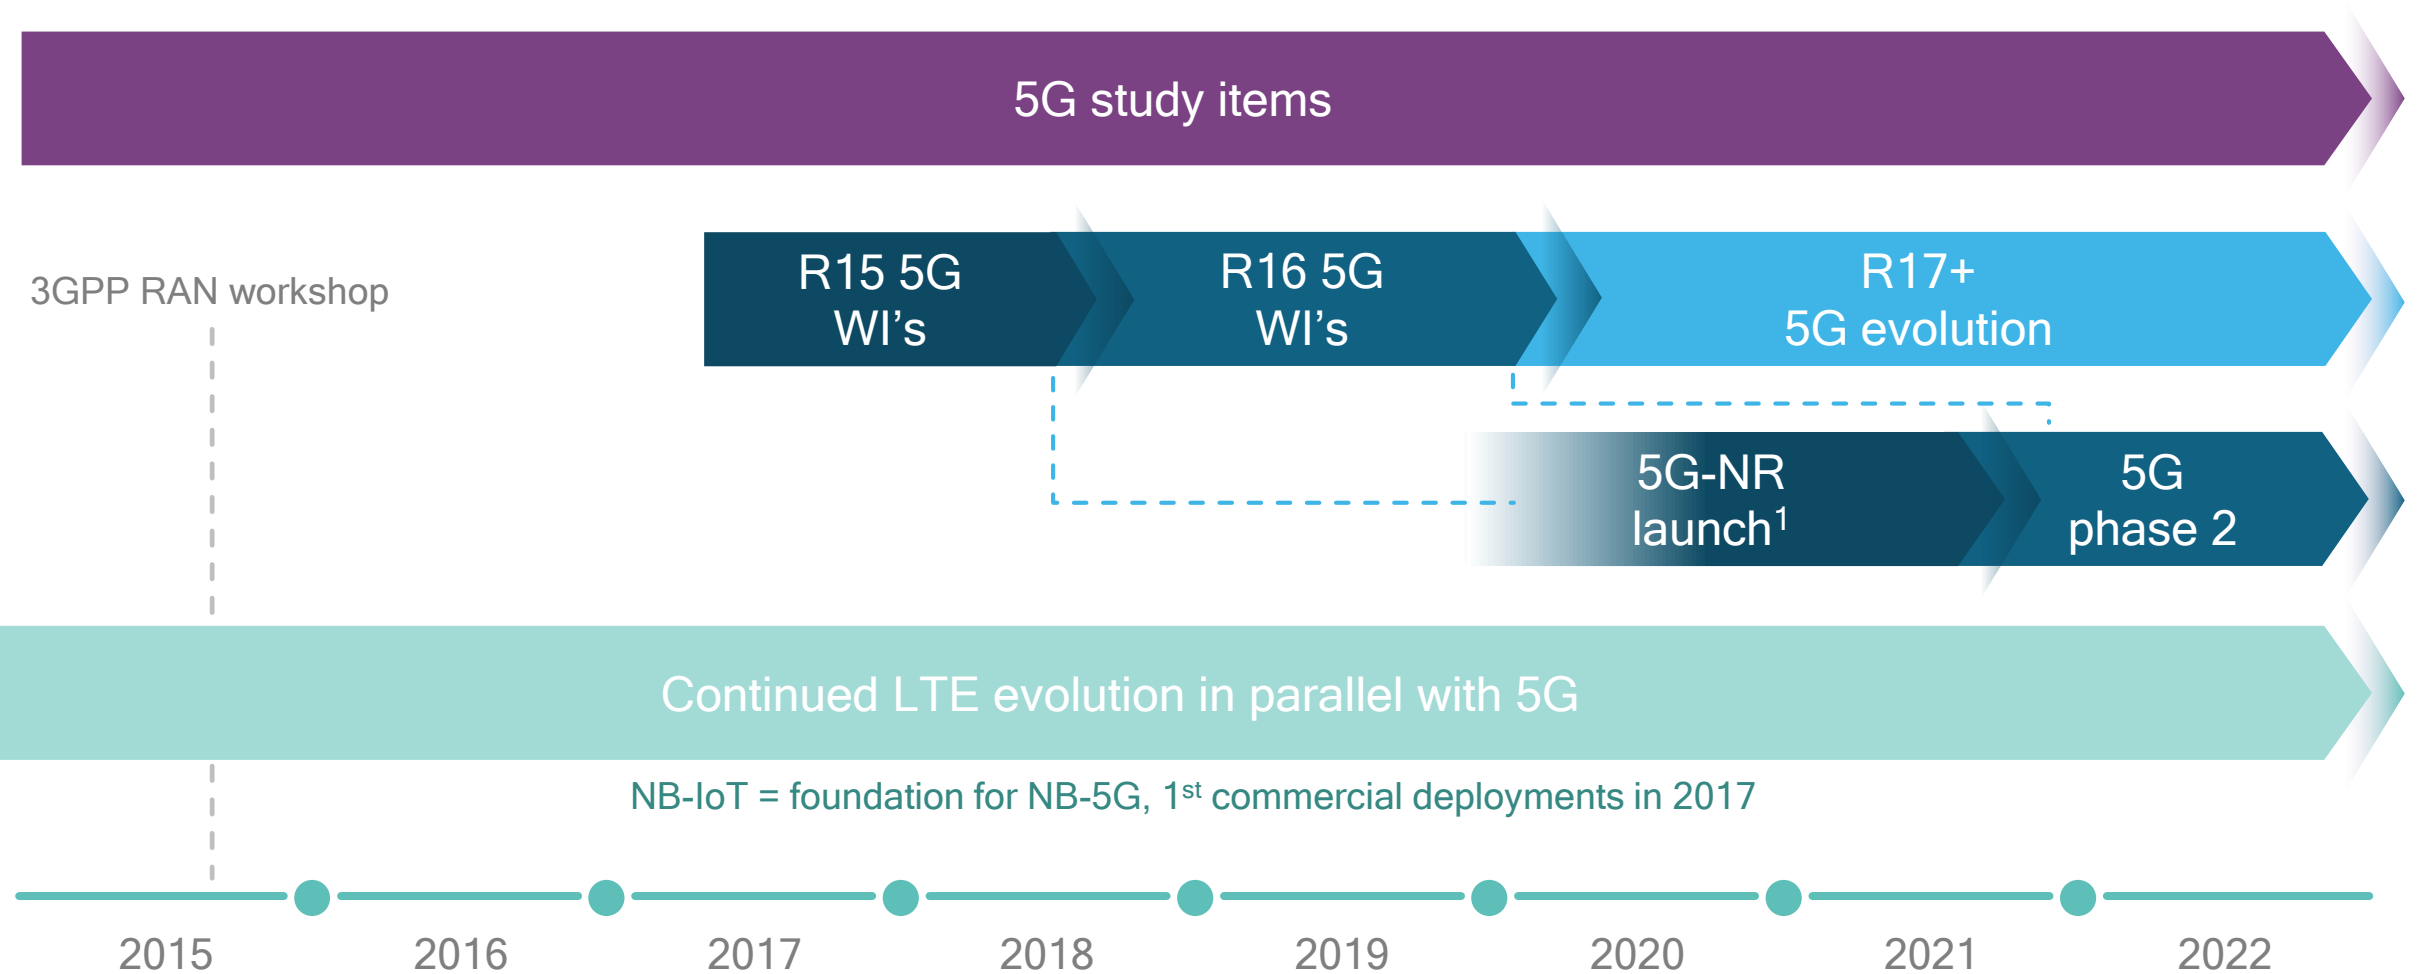 5G study items
3GPP RAN workshop
R15 5G
WI’s
R16 5G
WI’s
R17+
5G evolution
5G-NR
launch¹
5G
phase 2
Continued LTE evolution in parallel with 5G
NB-IoT = foundation for NB-5G, 1st commercial deployments in 2017
2015 2016 2017 2018 2019 2020 2021 2022